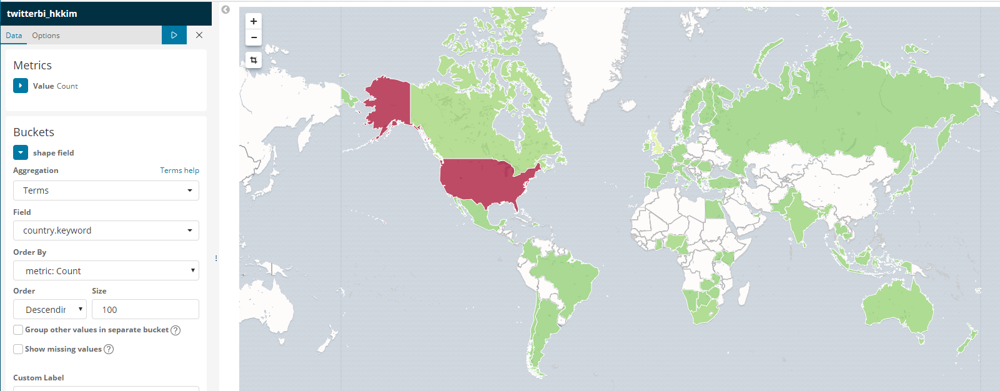 twitterbi_hkkim
Data Options
Metrics
Value Count
Buckets
shape field
Aggregation Terms help
Terms
Field
country.keyword
Order By
metric: Count
Order Size
Descendir 100
Group other values in separate bucket ?
Show missing values ?
Custom Label
+
−